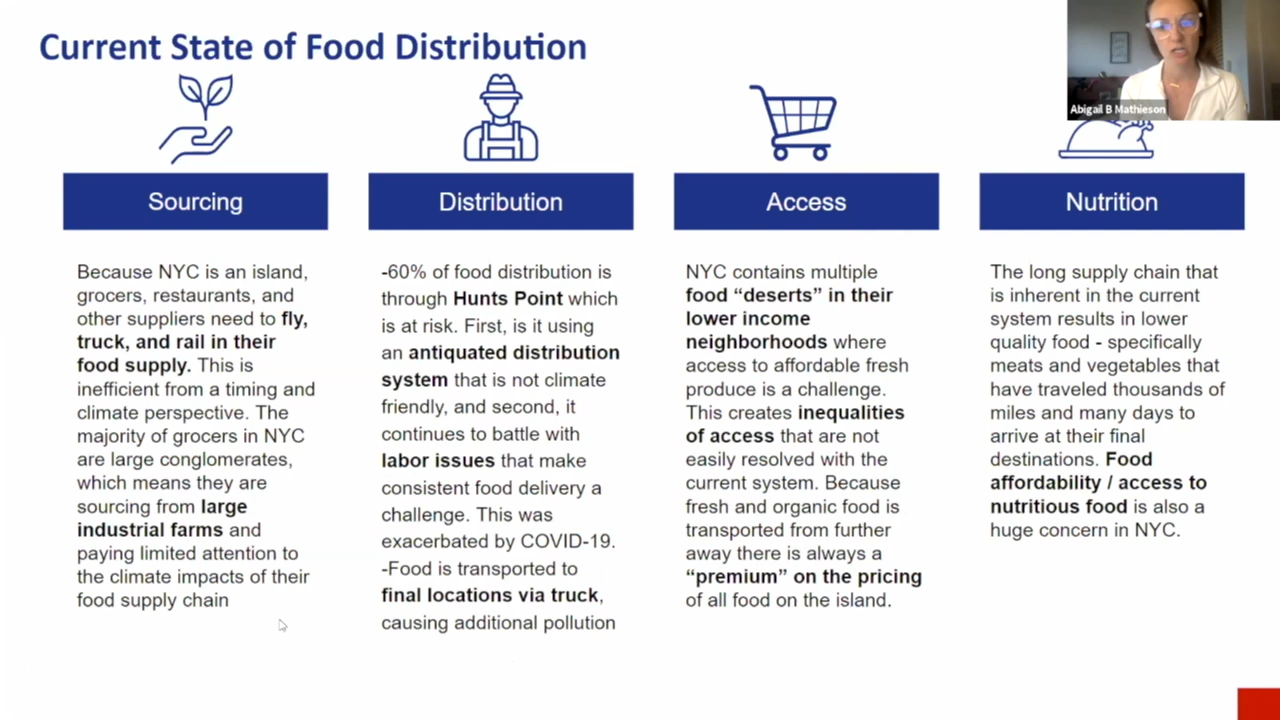 Current State of Food Distribution
Abigail B Mathieson
Sourcing
Because NYC is an island,
grocers, restaurants, and
other suppliers need to fly,
truck, and rail in their
food supply. This is
inefficient from a timing and
climate perspective. The
majority of grocers in NYC
are large conglomerates,
which means they are
sourcing from large
industrial farms and
paying limited attention to
the climate impacts of their
food supply chain
Distribution
-60% of food distribution is
through Hunts Point which
is at risk. First, is it using
an antiquated distribution
system that is not climate
friendly, and second, it
continues to battle with
labor issues that make
consistent food delivery a
challenge. This was
exacerbated by COVID-19.
-Food is transported to
final locations via truck,
causing additional pollution
Access
NYC contains multiple
food “deserts” in their
lower income
neighborhoods where
access to affordable fresh
produce is a challenge.
This creates inequalities
of access that are not
easily resolved with the
current system. Because
fresh and organic food is
transported from further
away there is always a
“premium” on the pricing
of all food on the island.
Nutrition
The long supply chain that
is inherent in the current
system results in lower
quality food - specifically
meats and vegetables that
have traveled thousands of
miles and many days to
arrive at their final
destinations. Food
affordability / access to
nutritious food is also a
huge concern in NYC.